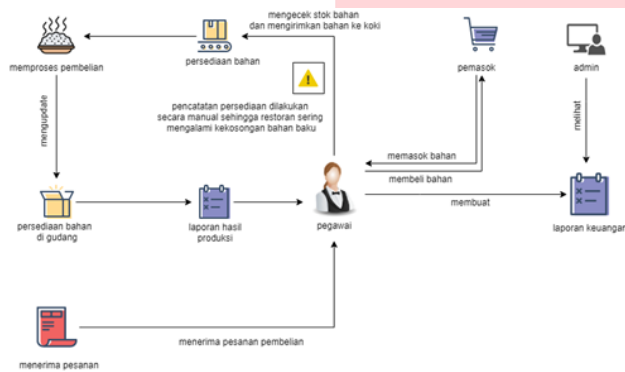 mengecek stok bahan
dan mengirimkan bahan ke koki
memproses pembelian
persediaan bahan
pemasok
admin
pencatatan persediaan dilakukan
secara manual sehingga restoran sering
mengalami kekosongan bahan baku
mengupdate
melihat
memasok bahan
membeli bahan
membuat
persediaan bahan
di gudang
laporan hasil
produksi
pegawai
laporan keuangan
menerima pesanan pembelian
menerima pesanan